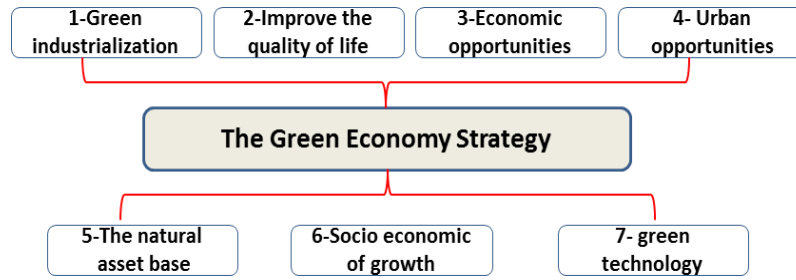 1-Green
industrialization
2-Improve the
quality of life
3-Economic
opportunities
4- Urban
opportunities
The Green Economy Strategy
5-The natural
asset base
6-Socio economic
of growth
7- green
technology